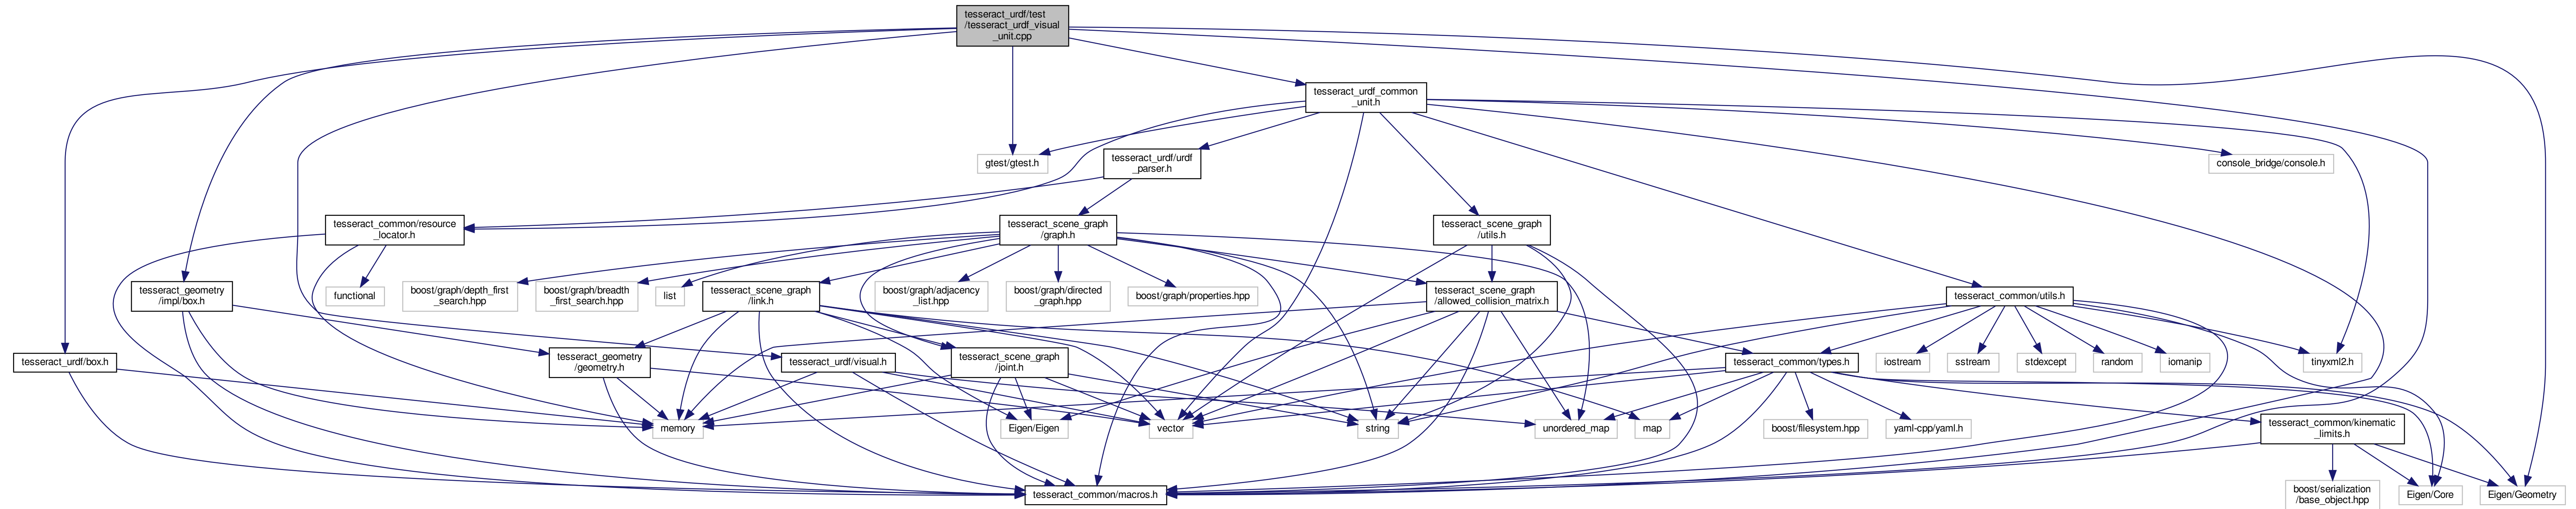 tesseract_urdf/test
/tesseract_urdf_visual
_unit.cpp
tesseract_urdf_common
_unit.h
gtest/gtest.h
tesseract_urdf/urdf
_parser.h
console_bridge/console.h
tesseract_common/resource
_locator.h
tesseract_scene_graph
/graph.h
tesseract_scene_graph
/utils.h
tesseract_geometry
/impl/box.h
functional
boost/graph/depth_first
_search.hpp
boost/graph/breadth
_first_search.hpp
list
tesseract_scene_graph
/link.h
boost/graph/adjacency
_list.hpp
boost/graph/directed
_graph.hpp
boost/graph/properties.hpp
tesseract_scene_graph
/allowed_collision_matrix.h
tesseract_common/utils.h
tesseract_urdf/box.h
tesseract_geometry
/geometry.h
tesseract_urdf/visual.h
tesseract_scene_graph
/joint.h
tesseract_common/types.h
iostream
sstream
stdexcept
random
iomanip
tinyxml2.h
memory
Eigen/Eigen
vector
string
unordered_map
map
boost/filesystem.hpp
yaml-cpp/yaml.h
tesseract_common/kinematic
_limits.h
tesseract_common/macros.h
boost/serialization
/base_object.hpp
Eigen/Core
Eigen/Geometry